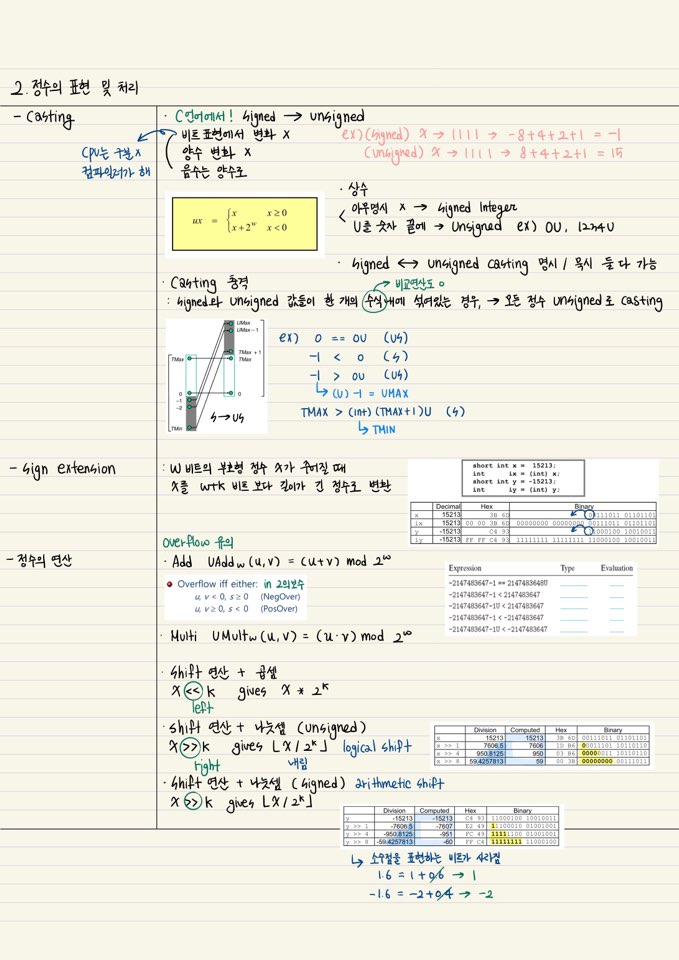 2. 정수의 표현 및 처리
- Casting
· C언어에서! signed → unsigned
비트표현에서 변화 X
양수 변화 X
음수는 양수로
CPU는 구분 X
컴파일러가 해
ex) (signed) x → 1111 → -8+4+2+1 = -1
(unsigned) x → 1111 → 8+4+2+1 = 15
ux = { x x ≥ 0
x + 2^w x < 0
· 상수
아무명시 X → signed Integer
U를 숫자 끝에 → Unsigned ex) 0U, 1234U
· signed ↔ unsigned casting 명시 / 묵시 둘 다 가능
· Casting 충격
→ 비교연산도 o
: signed와 unsigned 값들이 한 개의 수식내에 섞여있는 경우, → 모든 정수 unsigned로 casting
UMax
UMax – 1
TMax + 1
TMax
TMax
0
0
–1
–2
TMin
S → US
ex) 0 == 0U (US)
-1 < 0 (S)
-1 > 0U (US)
↳ (U) -1 = UMAX
TMAX > (int) (TMAX+1)U (S)
↳ TMIN
- sign extension
: W 비트의 부호형 정수 X가 주어질 때
X를 w+k 비트 보다 길이가 긴 정수로 변환
short int x = 15213;
int ix = (int) x;
short int y = -15213;
int iy = (int) y;
Decimal Hex Binary
x 15213 3B 6D 00111011 01101101
ix 15213 00 00 3B 6D 00000000 00000000 00111011 01101101
y -15213 C4 93 11000100 10010011
iy -15213 FF FF C4 93 11111111 11111111 11000100 10010011
- 정수의 연산
overflow 유의
· Add UAddw (u,v) = (u+v) mod 2^w
Overflow iff either: in 2의보수
u, v < 0, s ≥ 0 (NegOver)
u, v ≥ 0, s < 0 (PosOver)
Expression Type Evaluation
-2147483647-1 == 2147483648U
-2147483647-1 < 2147483647
-2147483647-1U < 2147483647
-2147483647-1 < -2147483647
-2147483647-1U < -2147483647
· Multi UMultw (u,v) = (u·v) mod 2^w
· shift 연산 + 곱셈
x << k gives x * 2^k
left
· shift 연산 + 나눗셈 (unsigned)
x >> k gives ⌊x / 2^k⌋ logical shift
right 내림
Division Computed Hex Binary
x 15213 15213 3B 6D 00111011 01101101
x >> 1 7606.5 7606 1D B6 00011101 10110110
x >> 4 950.8125 950 03 B6 00000011 10110110
x >> 8 59.4257813 59 00 3B 00000000 00111011
· shift 연산 + 나눗셈 (signed) arithmetic shift
x >> k gives ⌊x / 2^k⌋
Division Computed Hex Binary
y -15213 -15213 C4 93 11000100 10010011
y >> 1 -7606.5 -7607 E2 49 11100010 01001001
y >> 4 -950.8125 -951 FC 49 11111100 01001001
y >> 8 -59.4257813 -60 FF C4 11111111 11000100
↳ 소수점을 표현하는 비트가 사라짐
1.6 = 1 + 0.6 → 1
-1.6 = -2 + 0.4 → -2